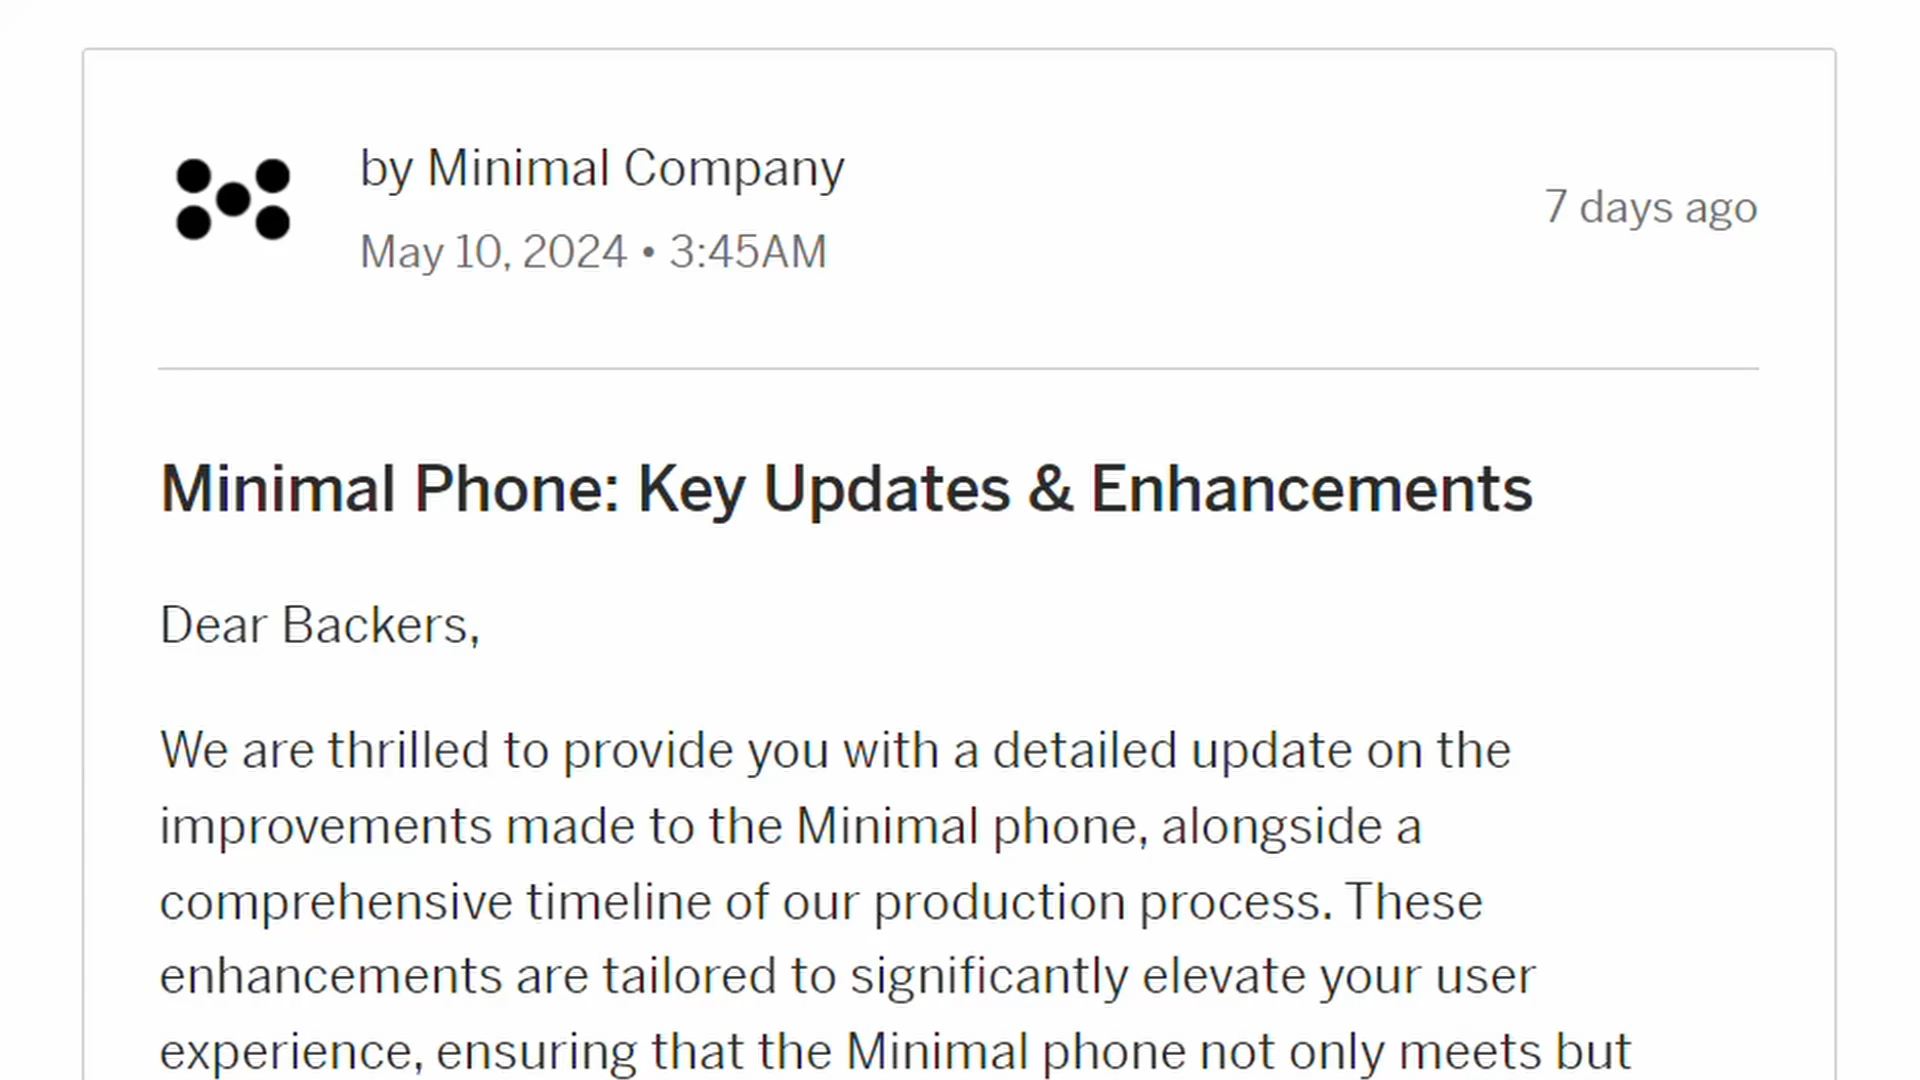 by Minimal Company
7 days ago
May 10, 2024 • 3:45AM
Minimal Phone: Key Updates & Enhancements
Dear Backers,
We are thrilled to provide you with a detailed update on the
improvements made to the Minimal phone, alongside a
comprehensive timeline of our production process. These
enhancements are tailored to significantly elevate your user
experience, ensuring that the Minimal phone not only meets but